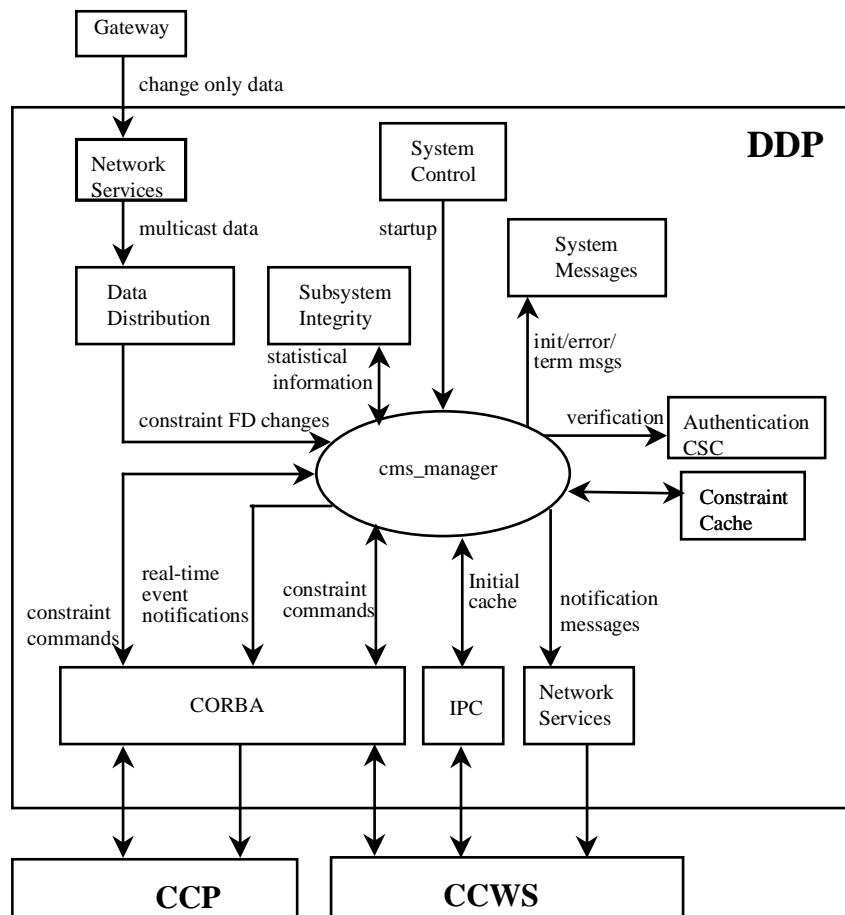 Gateway
change only data
DDP
Network
Services
System
Control
multicast data
startup
System
Messages
Data
Distribution
Subsystem
Integrity
init/error/
term msgs
statistical
information
constraint FD changes
verification
Authentication
CSC
cms_manager
Constraint
Cache
real-time
event
notifications
constraint
commands
constraint
commands
Initial
cache
notification
messages
CORBA
IPC
Network
Services
CCP
CCWS